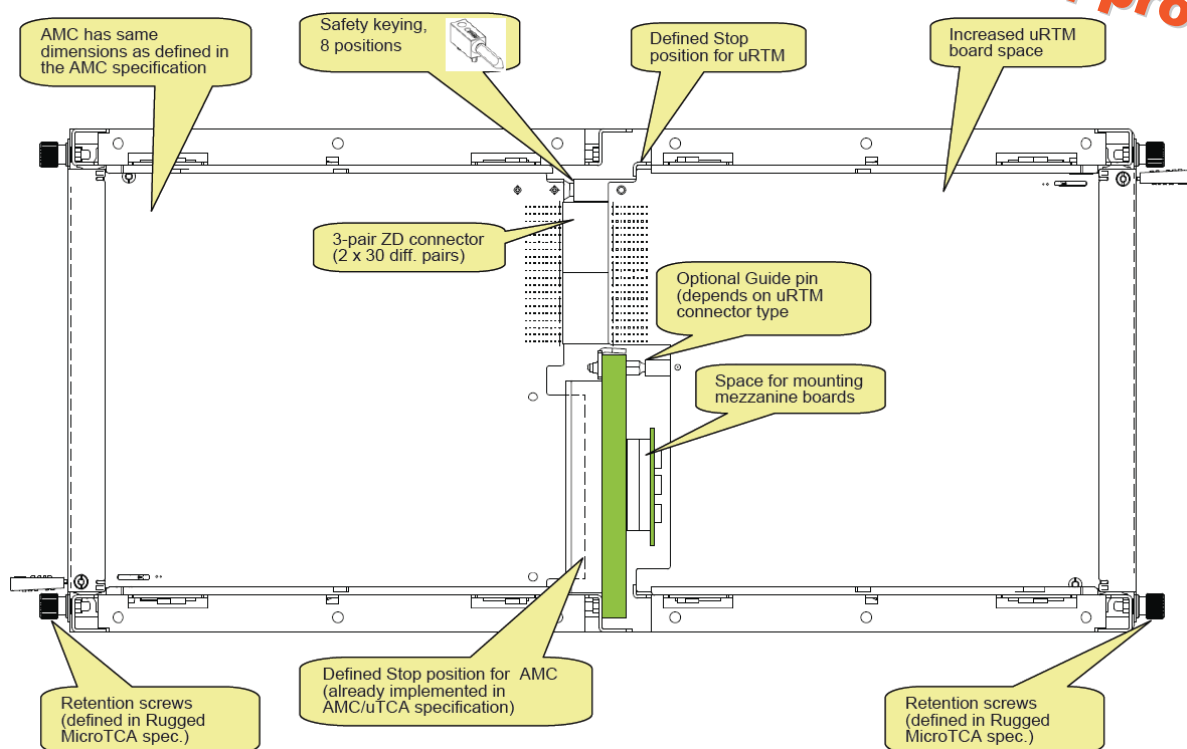 pro
AMC has same
dimensions as defined in
the AMC specification
Safety keying,
8 positions
Defined Stop
position for uRTM
Increased uRTM
board space
3-pair ZD connector
(2 x 30 diff. pairs)
Optional Guide pin
(depends on uRTM
connector type
Space for mounting
mezzanine boards
Defined Stop position for AMC
(already implemented in
AMC/uTCA specification)
Retention screws
(defined in Rugged
MicroTCA spec.)
Retention screws
(defined in Rugged
MicroTCA spec.)